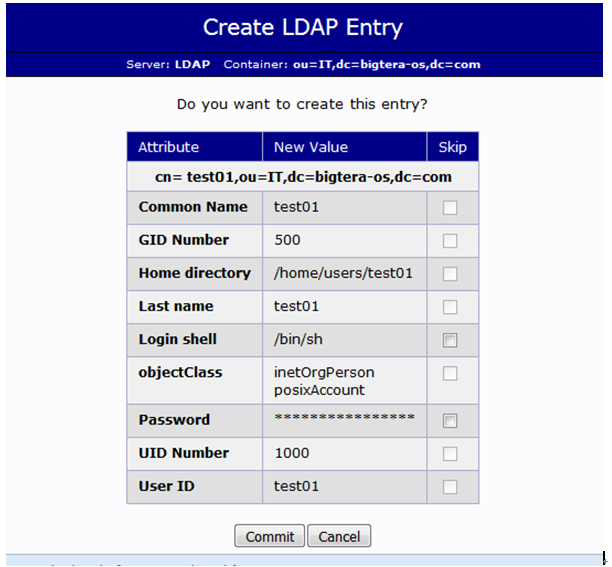 Create LDAP Entry
Server: LDAP Container: ou=IT,dc=bigtera-os,dc=com
Do you want to create this entry?
Attribute New Value Skip
cn= test01,ou=IT,dc=bigtera-os,dc=com
Common Name test01
GID Number 500
Home directory /home/users/test01
Last name test01
Login shell /bin/sh
objectClass inetOrgPerson
posixAccount
Password ****************
UID Number 1000
User ID test01
Commit Cancel